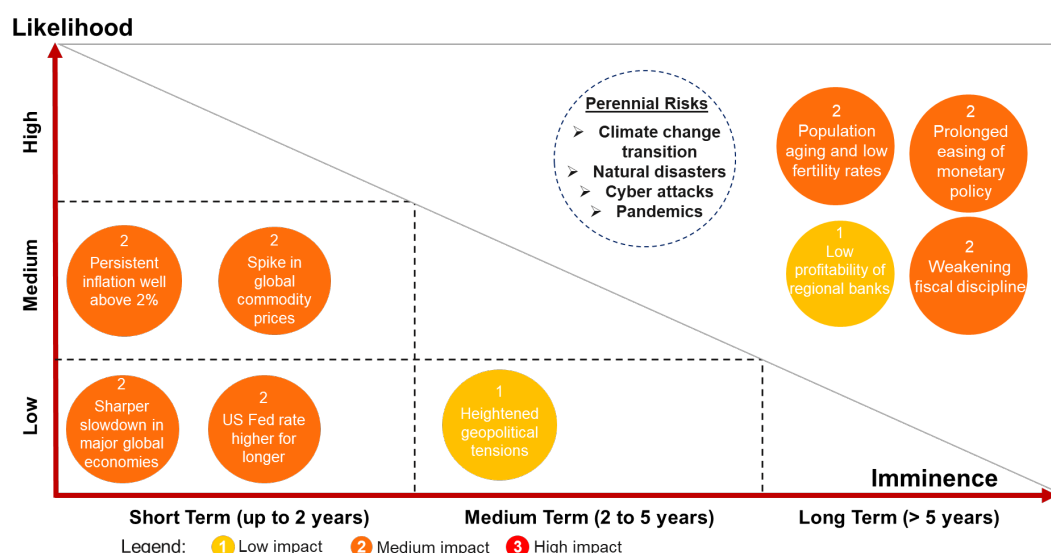 Likelihood
High
Medium
Low
Perennial Risks
➢ Climate change
transition
➢ Natural disasters
➢ Cyber attacks
➢ Pandemics
2
Population
aging and low
fertility rates
2
Prolonged
easing of
monetary
policy
1
Low
profitability of
regional banks
2
Weakening
fiscal discipline
2
Persistent
inflation well
above 2%
2
Spike in
global
commodity
prices
2
Sharper
slowdown in
major global
economies
2
US Fed rate
higher for
longer
1
Heightened
geopolitical
tensions
Imminence
Short Term (up to 2 years)
Medium Term (2 to 5 years)
Long Term (> 5 years)
Legend: 1 Low impact 2 Medium impact 3 High impact